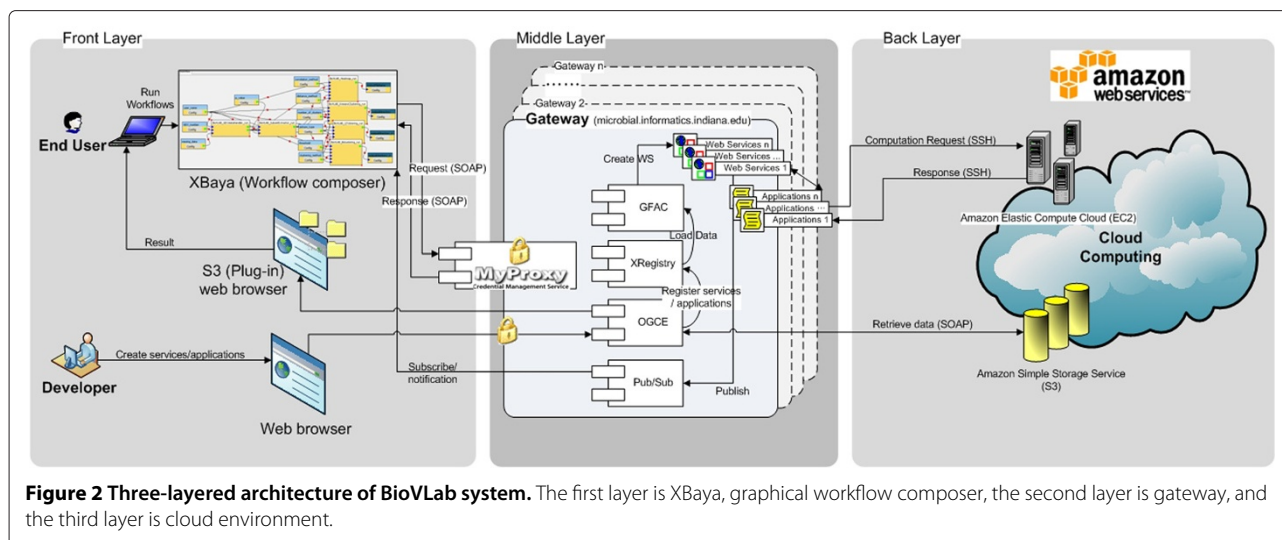 Front Layer
Middle Layer
Back Layer
Run
Workflows
End User
XBaya (Workflow composer)
Request (SOAP)
Response (SOAP)
Result
S3 (Plug-in)
web browser
Developer
Create services/applications
Web browser
Subscribe/
notification
MyProxy
Credential Management Service
Gateway n
Gateway 2
Gateway (microbial.informatics.indiana.edu)
Create WS
Web Services n
Web Services ...
Web Services 1
Applications n
Applications ...
Applications 1
GFAC
Load Data
XRegistry
Register services
/ applications
OGCE
Pub/Sub
Publish
amazon
webservices™
Computation Request (SSH)
Response (SSH)
Amazon Elastic Compute Cloud (EC2)
Cloud
Computing
Retrieve data (SOAP)
Amazon Simple Storage Service
(S3)
Figure 2 Three-layered architecture of BioVLab system. The first layer is XBaya, graphical workflow composer, the second layer is gateway, and
the third layer is cloud environment.